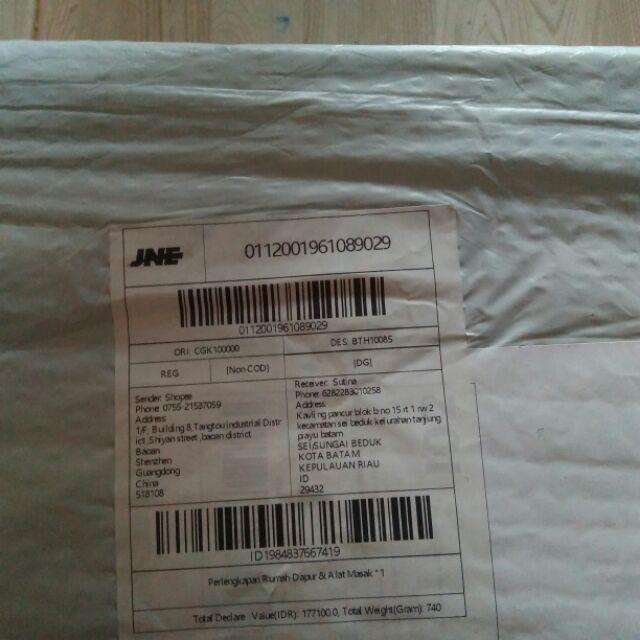 JNE
0112001961089029
0112001961089029
ORI: CGK10000
DES: BTH10085
REG
[Non COD]
[DG]
Sender: Shopee
Phone: 0755-21537059
Address:
1/F, Building 8, Tangtou industrial Distr
ict ,Shiyan street ,baoan district
Baoan
Shenzhen
Guangdong
China
518108
Receiver: Sutina
Phone: 6282283010258
Address:
Kavling pancur blok b no 15 rt 1 rw 2
kecamatan sei beduk kelurahan tanjung
piayu batam
SEI/SUNGAI BEDUK
KOTA BATAM
KEPULAUAN RIAU
ID
29432
ID1984837667419
Perlengkapan Rumah Dapur & Alat Masak * 1
Total Declare Value(IDR): 177100.0, Total Weight(Gram): 740